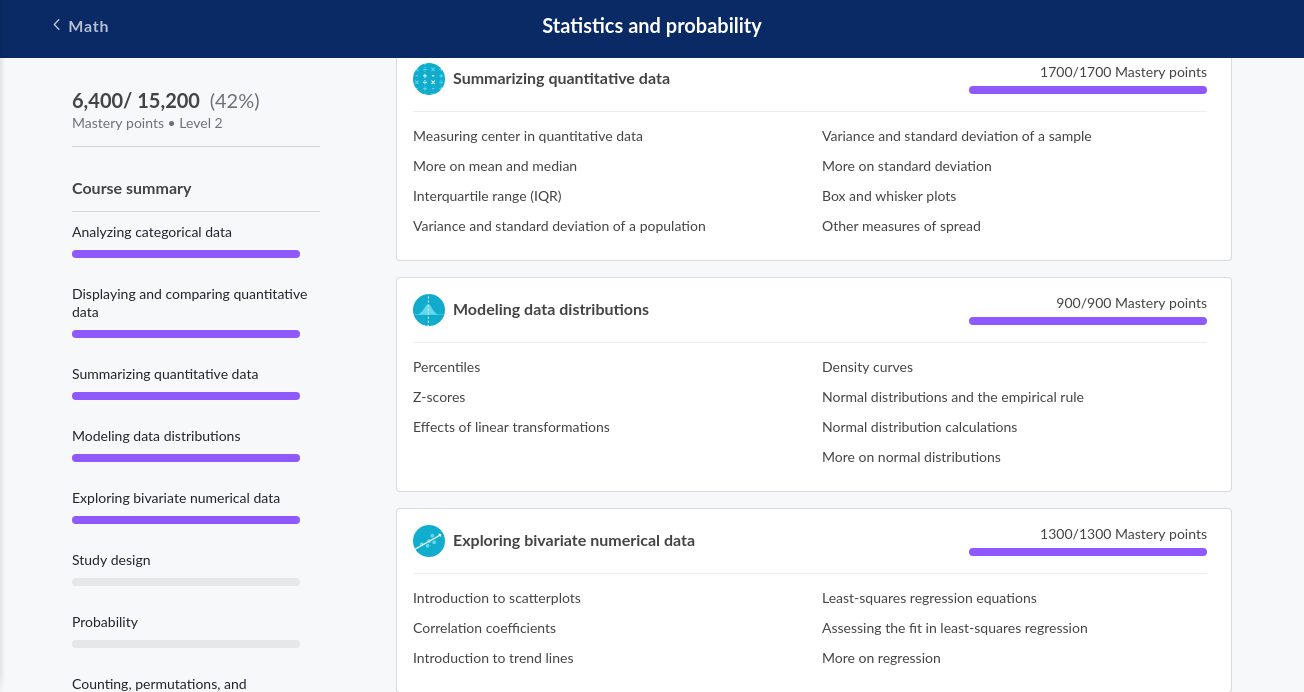 Math
Statistics and probability
6,400/ 15,200 (42%)
Mastery points • Level 2
Course summary
Analyzing categorical data
Displaying and comparing quantitative
data
Summarizing quantitative data
Modeling data distributions
Exploring bivariate numerical data
Study design
Probability
Counting, permutations, and
Summarizing quantitative data
1700/1700 Mastery points
Measuring center in quantitative data
More on mean and median
Interquartile range (IQR)
Variance and standard deviation of a population
Variance and standard deviation of a sample
More on standard deviation
Box and whisker plots
Other measures of spread
Modeling data distributions
900/900 Mastery points
Percentiles
Z-scores
Effects of linear transformations
Density curves
Normal distributions and the empirical rule
Normal distribution calculations
More on normal distributions
Exploring bivariate numerical data
1300/1300 Mastery points
Introduction to scatterplots
Correlation coefficients
Introduction to trend lines
Least-squares regression equations
Assessing the fit in least-squares regression
More on regression